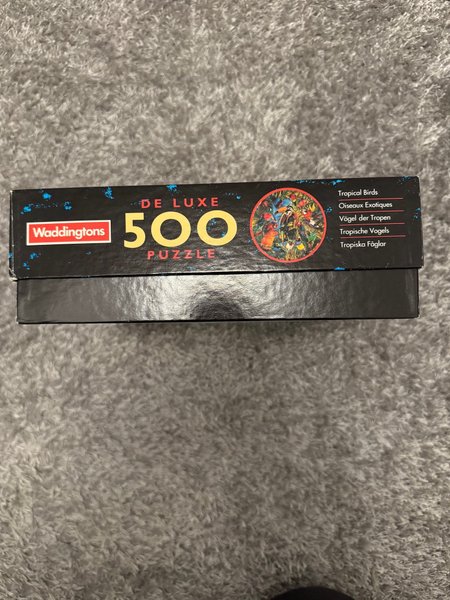 Waddingtons
DE LUXE
500
PUZZLE
Tropical Birds
Oiseaux Exotiques
Vögel der Tropen
Tropische Vogels
Tropiska Fåglar